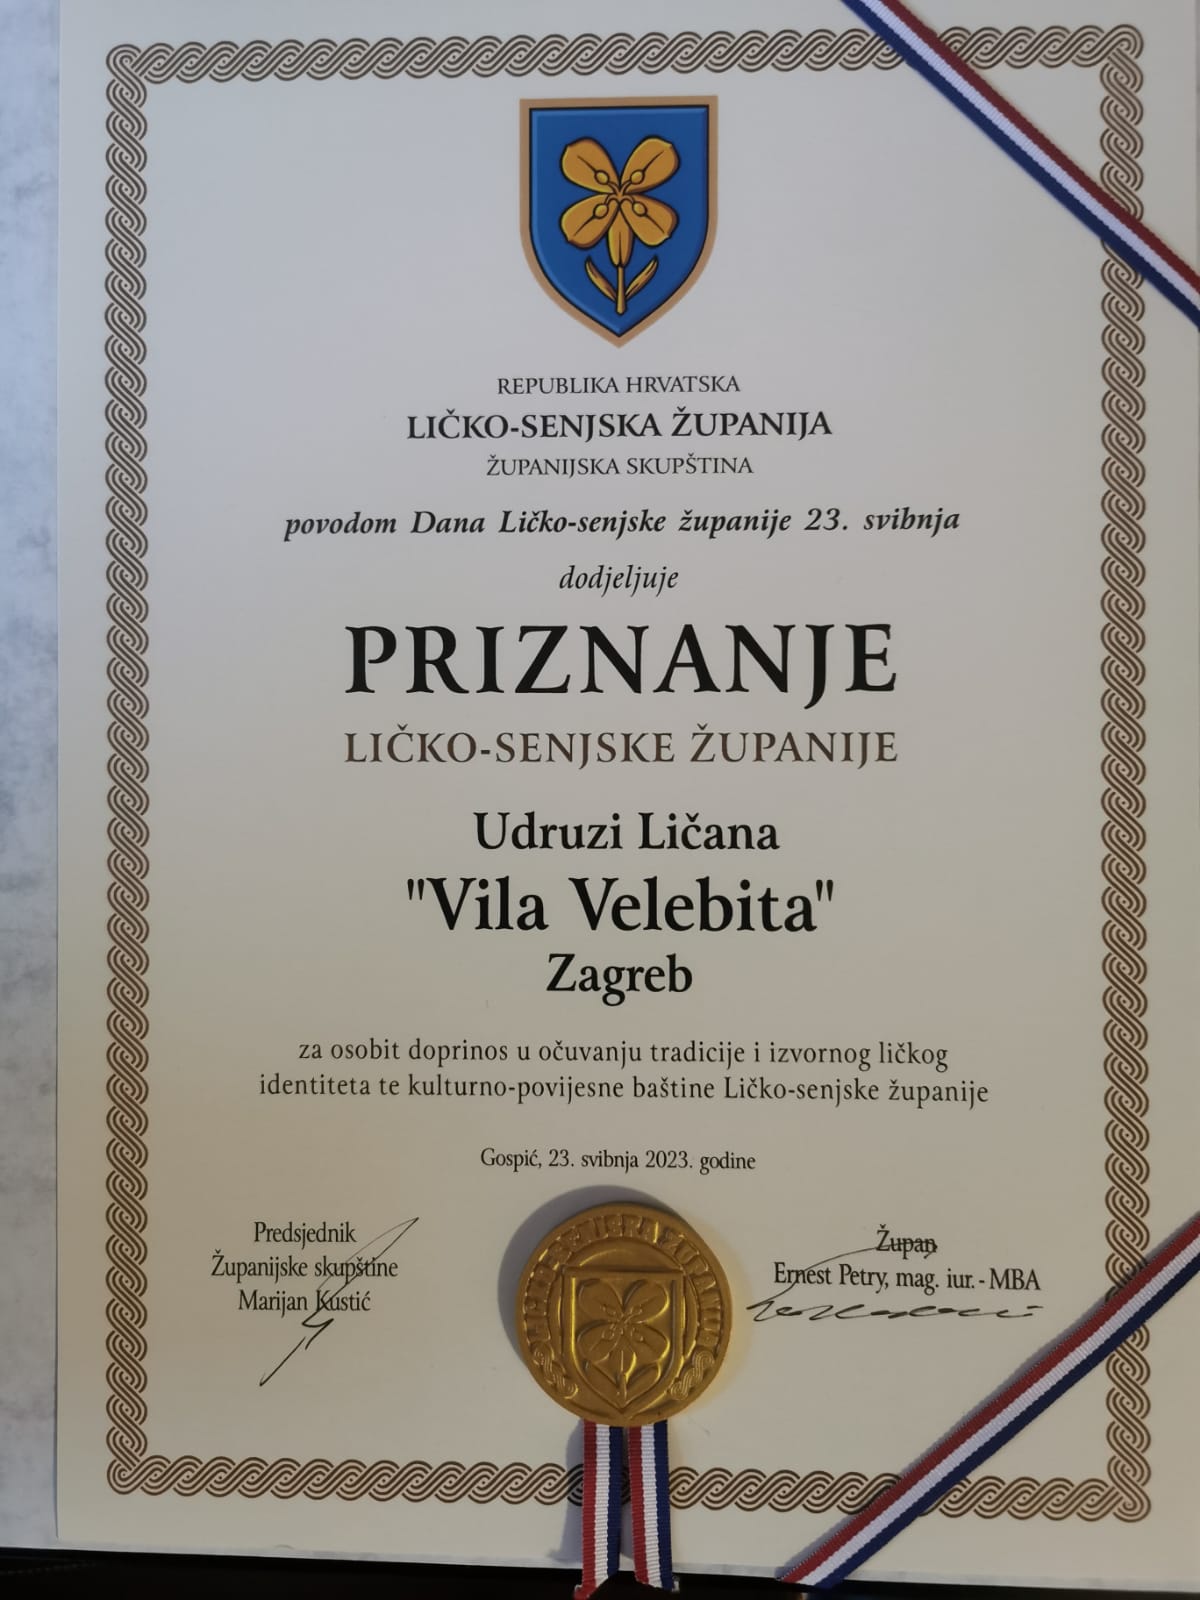 REPUBLIKA HRVATSKA
LIČKO-SENJSKA ŽUPANIJA
ŽUPANIJSKA SKUPŠTINA
povodom Dana Ličko-senjske županije 23. svibnja
dodjeljuje
PRIZNANJE
LIČKO-SENJSKE ŽUPANIJE
Udruzi Ličana
"Vila Velebita"
Zagreb
za osobit doprinos u očuvanju tradicije i izvornog ličkog
identiteta te kulturno-povijesne baštine Ličko-senjske županije
Gospić, 23. svibnja 2023. godine
Predsjednik
Županijske skupštine
Marijan Kustić
Župan
Ernest Petry, mag. iur.-MBA